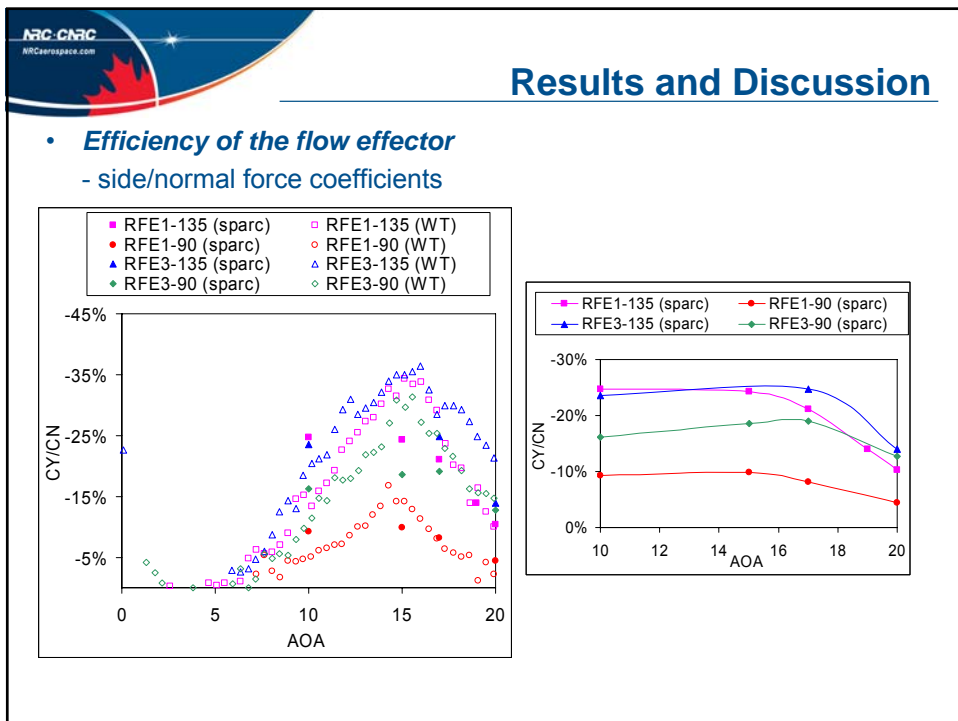 NRC·CNRC
NRCaerospace.com
Results and Discussion
• Efficiency of the flow effector
- side/normal force coefficients
RFE1-135 (sparc) RFE1-135 (WT)
RFE1-90 (sparc) RFE1-90 (WT)
RFE3-135 (sparc) RFE3-135 (WT)
RFE3-90 (sparc) RFE3-90 (WT)
-45%
-35%
-25%
-15%
-5%
CY/CN
0 5 10 15 20
AOA
RFE1-135 (sparc) RFE1-90 (sparc)
RFE3-135 (sparc) RFE3-90 (sparc)
-30%
-20%
-10%
0%
CY/CN
10 12 14 16 18 20
AOA